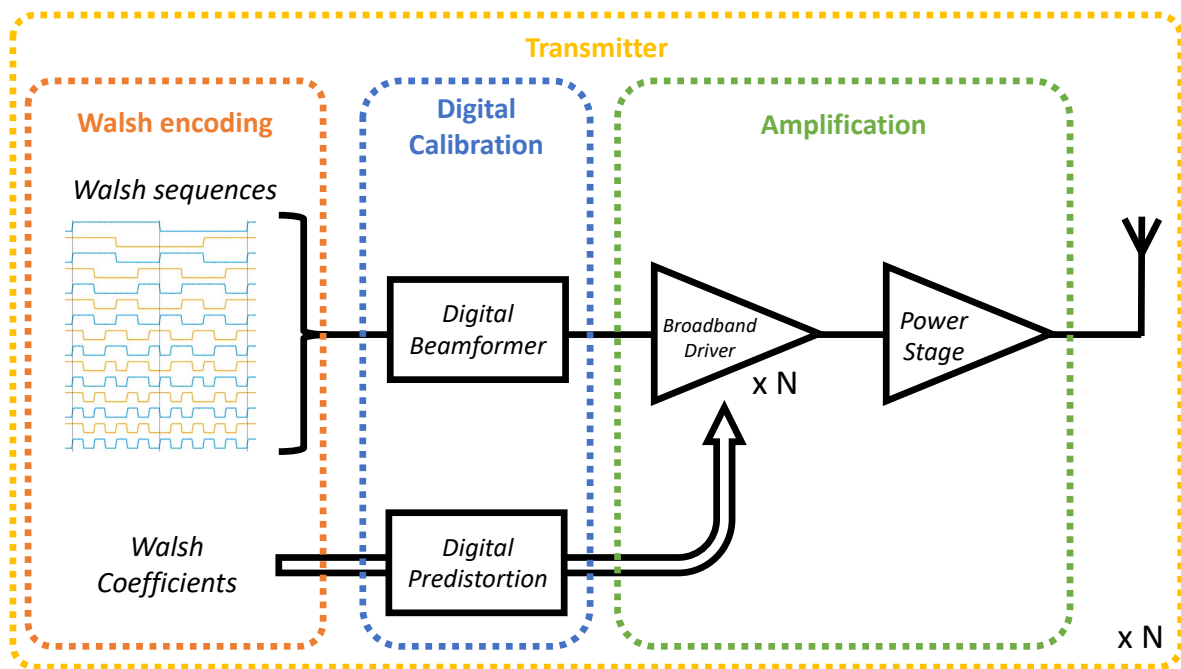 Transmitter
Walsh encoding
Digital
Calibration
Amplification
Walsh sequences
Digital
Beamformer
Broadband
Driver
x N
Power
Stage
Walsh
Coefficients
Digital
Predistortion
x N